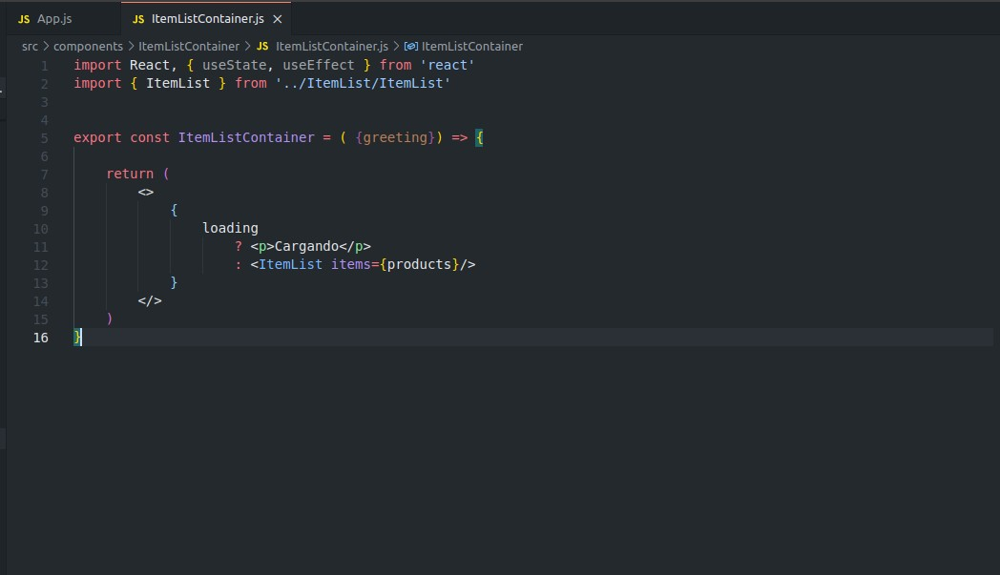 JS App.js JS ItemListContainer.js ×
src > components > ItemListContainer > JS ItemListContainer.js > ItemListContainer
1 import React, { useState, useEffect } from 'react'
2 import { ItemList } from '../ItemList/ItemList'
3
4
5 export const ItemListContainer = ( {greeting}) => {
6
7     return (
8         <>
9             {
10                 loading
11                     ? <p>Cargando</p>
12                     : <ItemList items={products}/>
13             }
14         </>
15     )
16 }